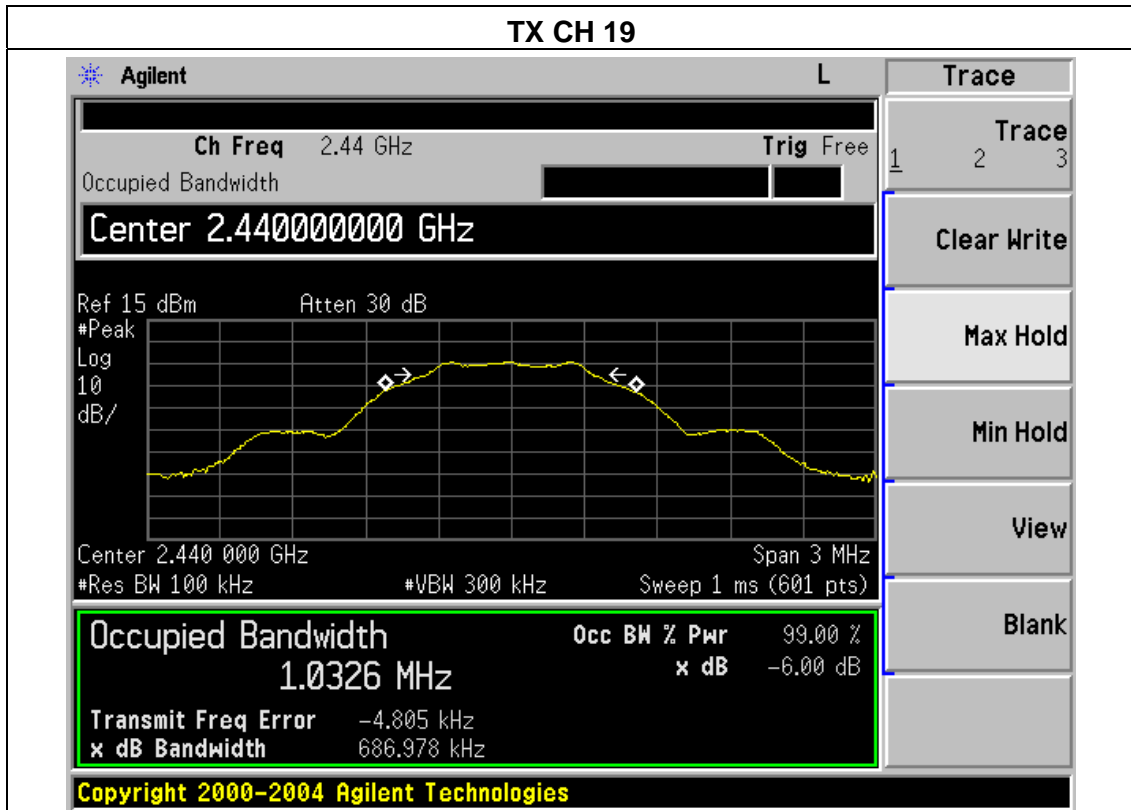 TX CH 19
Agilent L Trace
Ch Freq 2.44 GHz Trig Free
Occupied Bandwidth
Center 2.440000000 GHz
Ref 15 dBm Atten 30 dB
#Peak
Log
10
dB/
Center 2.440 000 GHz Span 3 MHz
#Res BW 100 kHz #VBW 300 kHz Sweep 1 ms (601 pts)
Occupied Bandwidth Occ BW % Pwr 99.00 %
1.0326 MHz x dB -6.00 dB
Transmit Freq Error -4.805 kHz
x dB Bandwidth 686.978 kHz
Copyright 2000-2004 Agilent Technologies
Trace
1 2 3
Clear Write
Max Hold
Min Hold
View
Blank